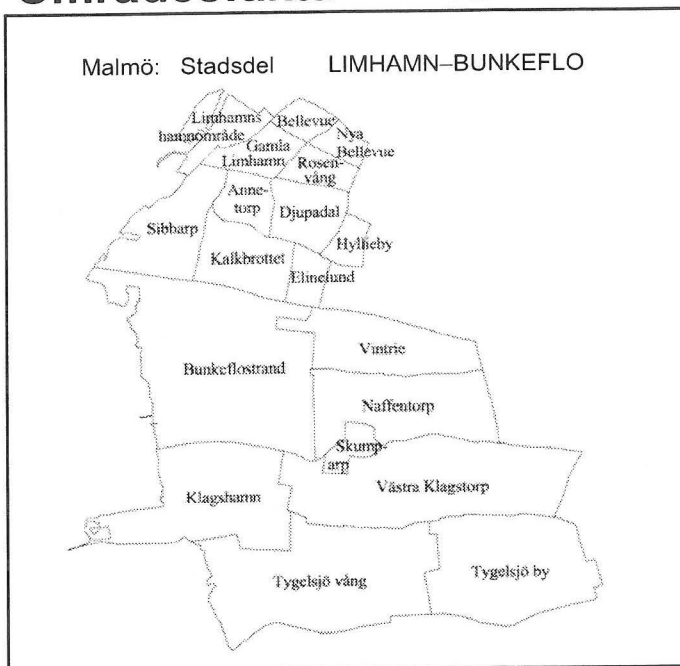 Malmö: Stadsdel LIMHAMN–BUNKEFLO
Limhamns
hamnområde
Bellevue
Nya
Bellevue
Gamla
Limhamn
Rosen-
vång
Anne-
torp
Djupadal
Sibbarp
Hyllieby
Kalkbrottet
Elinelund
Vintrie
Bunkeflostrand
Naffentorp
Skump-
arp
Västra Klagstorp
Klagshamn
Tygelsjö vång
Tygelsjö by